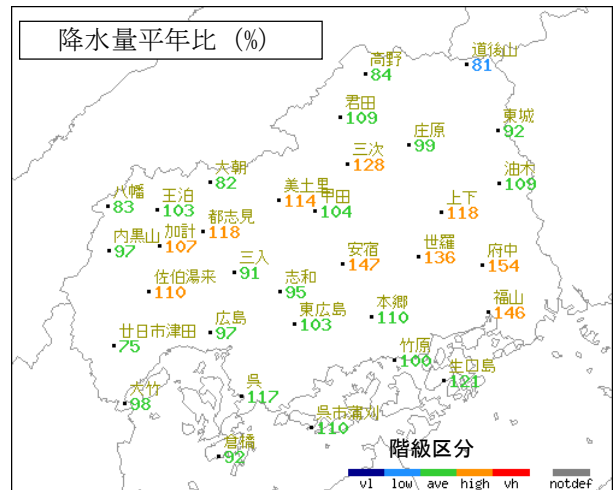 降水量平年比 (%)
道後山
81
高野
84
君田
109
庄原
99
東城
92
三次
128
油木
109
大朝
82
八幡
83
王泊
103
美土里
114
甲田
104
上下
118
都志見
118
加計
107
内黒山
97
三入
91
安宿
147
世羅
136
府中
154
佐伯湯来
110
志和
95
東広島
103
本郷
110
福山
146
廿日市津田
75
広島
97
竹原
100
生口島
121
大竹
98
呉
117
呉市蒲刈
110
倉橋
92
階級区分
vl low ave high vh notdef